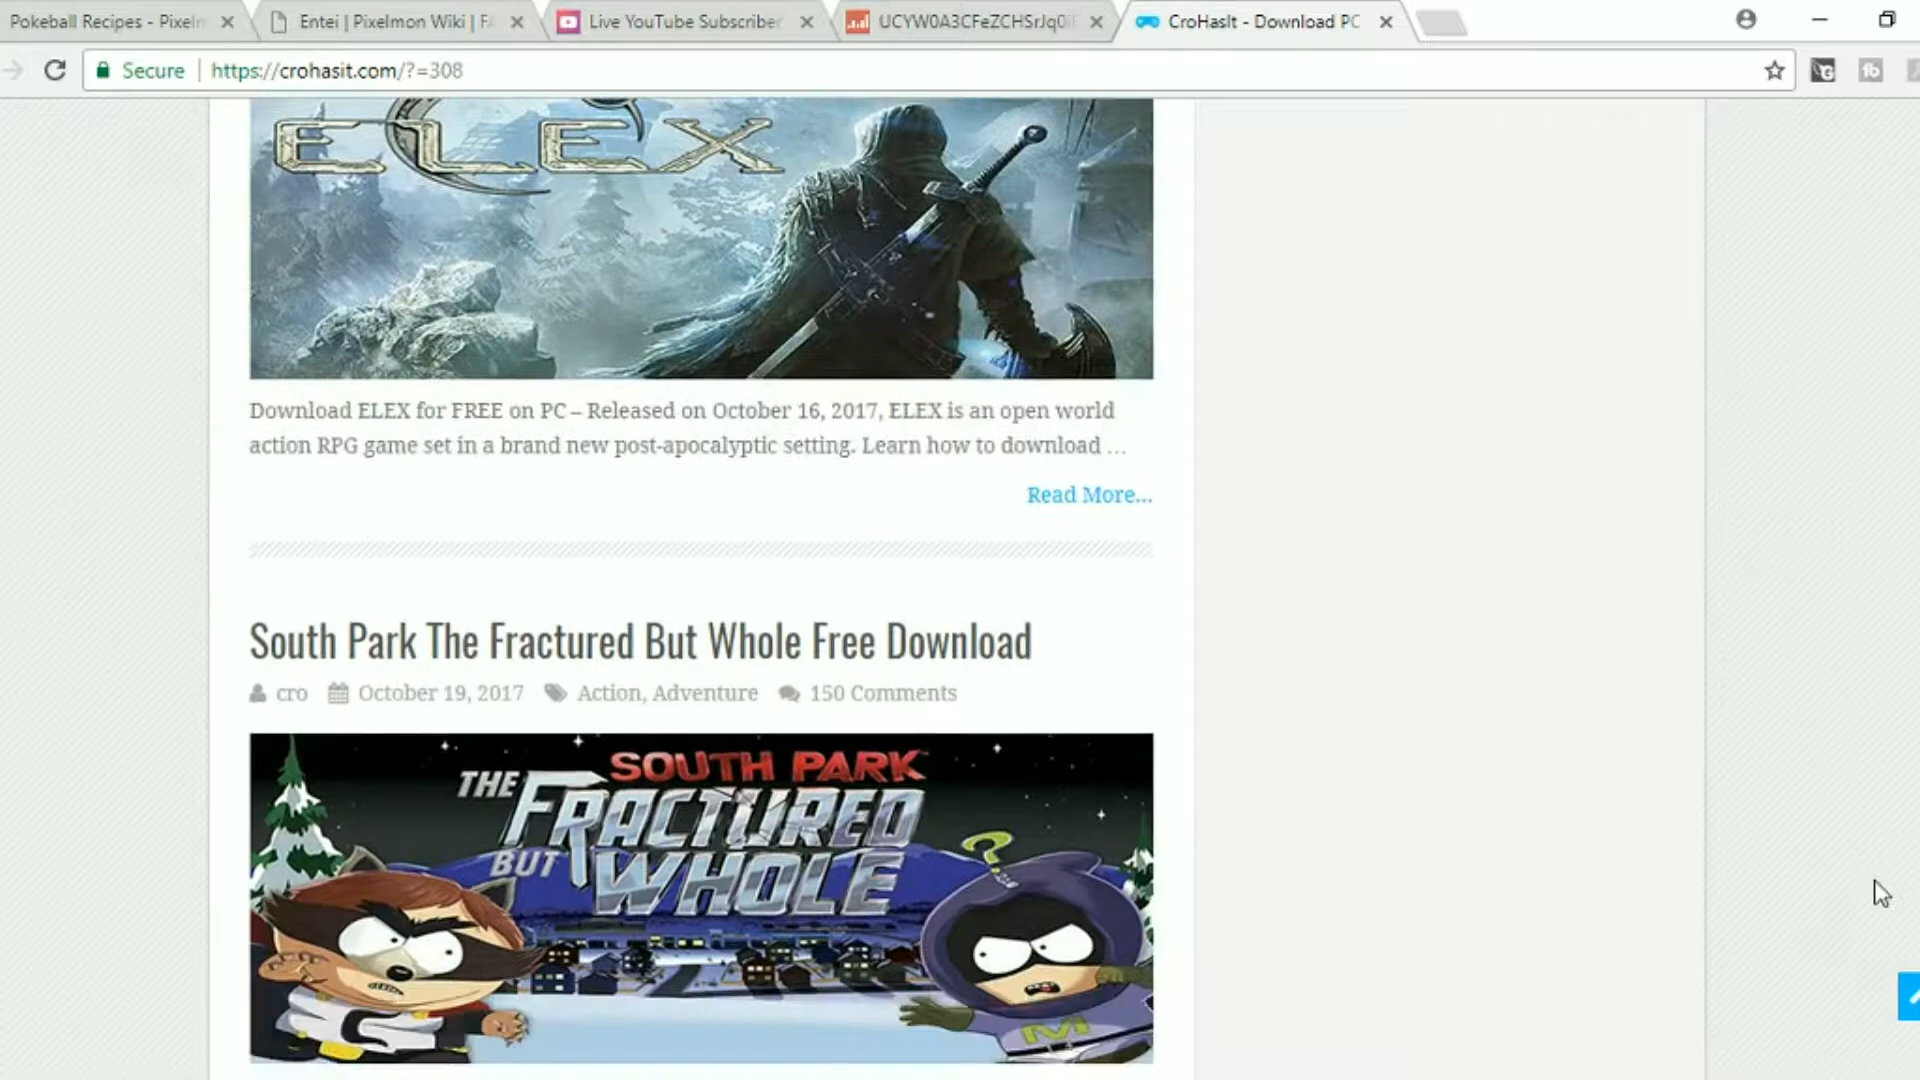 Pokeball Recipes - Pixelm
Entei | Pixelmon Wiki | FA
Live YouTube Subscriber
UCYW0A3CFeZCHSrJq0
CroHasIt - Download PC
Secure
https://crohasit.com/?=308
ELEX
Download ELEX for FREE on PC – Released on October 16, 2017, ELEX is an open world
action RPG game set in a brand new post-apocalyptic setting. Learn how to download ...
Read More...
South Park The Fractured But Whole Free Download
cro October 19, 2017 Action, Adventure 150 Comments
SOUTH PARK
THE FRACTURED
BUT WHOLE
M